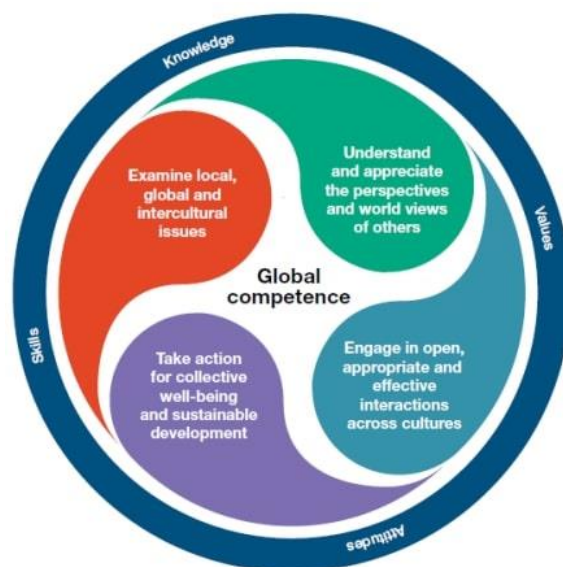 Knowledge
Examine local,
global and
intercultural
issues
Understand
and appreciate
the perspectives
and world views
of others
Values
Global
competence
Skills
Take action
for collective
well-being
and sustainable
development
Engage in open,
appropriate and
effective
interactions
across cultures
Attitudes